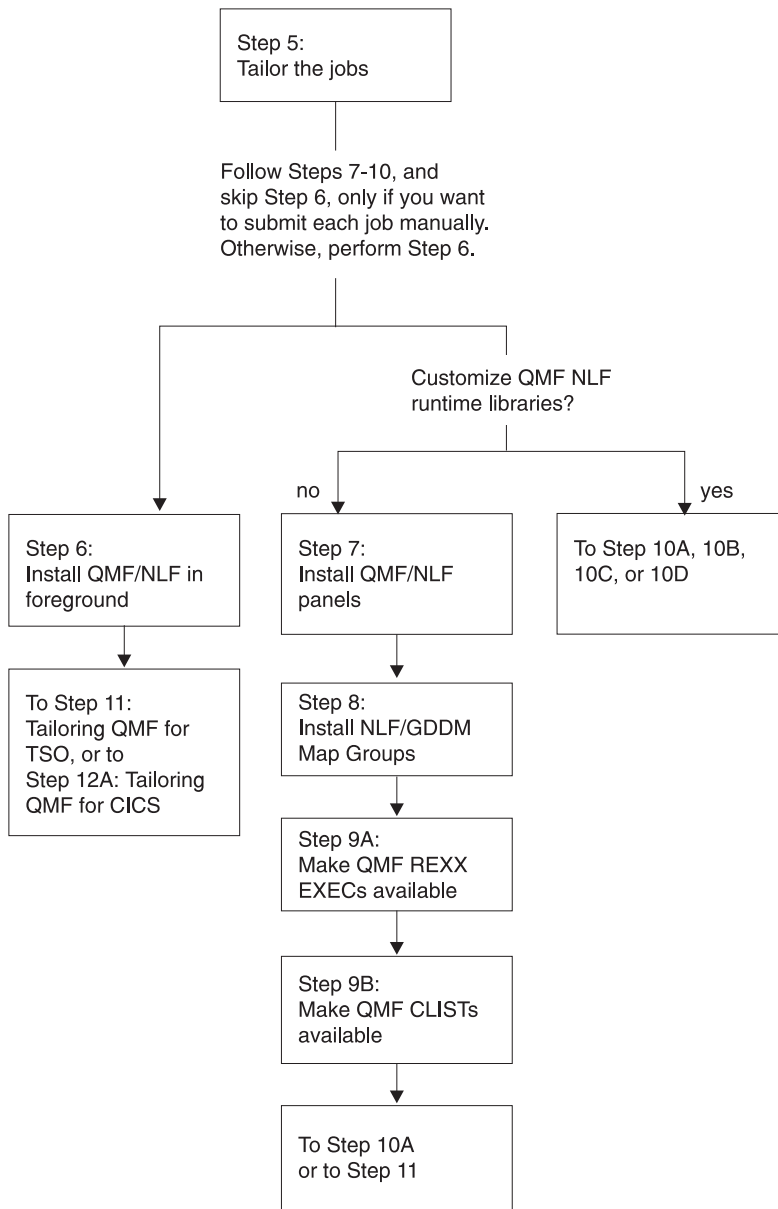 Step 5:
Tailor the jobs
Follow Steps 7-10, and
skip Step 6, only if you want
to submit each job manually.
Otherwise, perform Step 6.
Customize QMF NLF
runtime libraries?
no
yes
Step 6:
Install QMF/NLF in
foreground
Step 7:
Install QMF/NLF
panels
To Step 10A, 10B,
10C, or 10D
To Step 11:
Tailoring QMF for
TSO, or to
Step 12A: Tailoring
QMF for CICS
Step 8:
Install NLF/GDDM
Map Groups
Step 9A:
Make QMF REXX
EXECs available
Step 9B:
Make QMF CLISTs
available
To Step 10A
or to Step 11